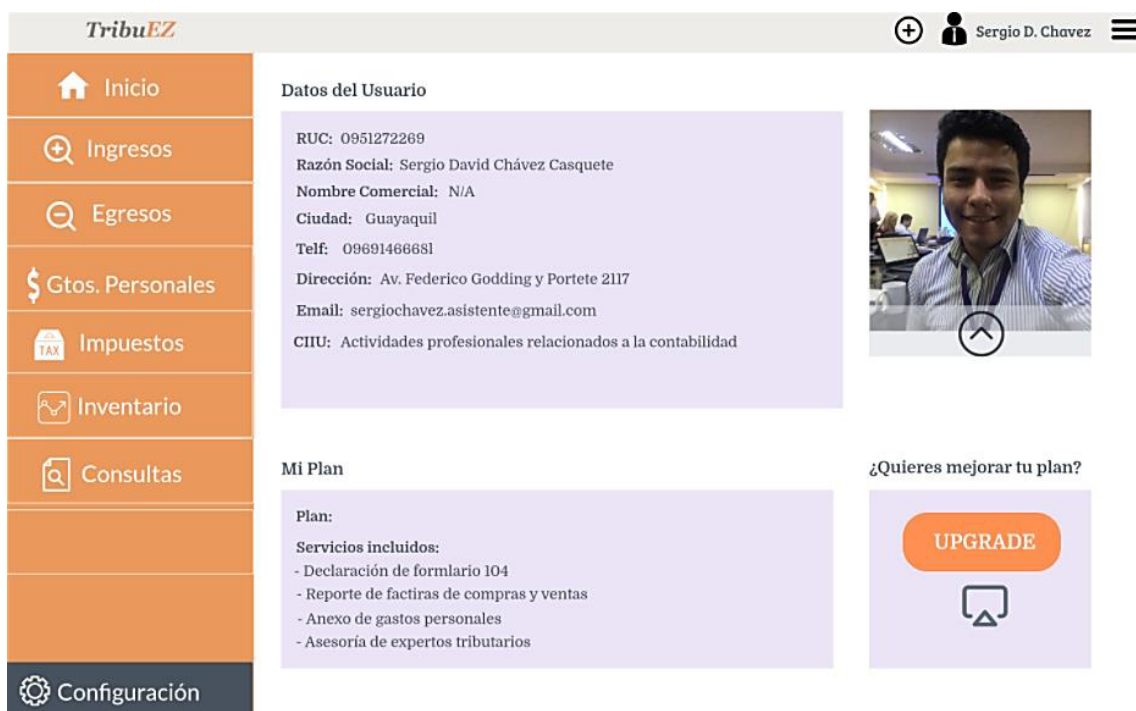 TribuEZ
Sergio D. Chavez
Inicio
Ingresos
Egresos
Gtos. Personales
TAX
Impuestos
Inventario
Consultas
Configuración
Datos del Usuario
RUC: 0951272269
Razón Social: Sergio David Chávez Casquete
Nombre Comercial: N/A
Ciudad: Guayaquil
Telf: 0969146668l
Dirección: Av. Federico Godding y Portete 2117
Email: sergiochavez.asistente@gmail.com
CIIU: Actividades profesionales relacionados a la contabilidad
Mi Plan
Plan:
Servicios incluidos:
- Declaración de formlario 104
- Reporte de factiras de compras y ventas
- Anexo de gastos personales
- Asesoría de expertos tributarios
¿Quieres mejorar tu plan?
UPGRADE